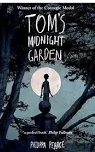 Winner of the Carnegie Medal
TOM'S
MIDNIGHT
GARDEN
'A perfect book' Philip Pullman
PHILIPPA PEARCE